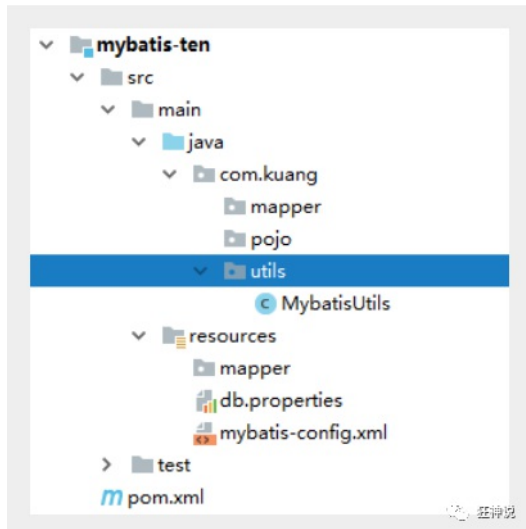 mybatis-ten
src
main
java
com.kuang
mapper
pojo
utils
C MybatisUtils
resources
mapper
db.properties
mybatis-config.xml
test
m pom.xml
狂神说